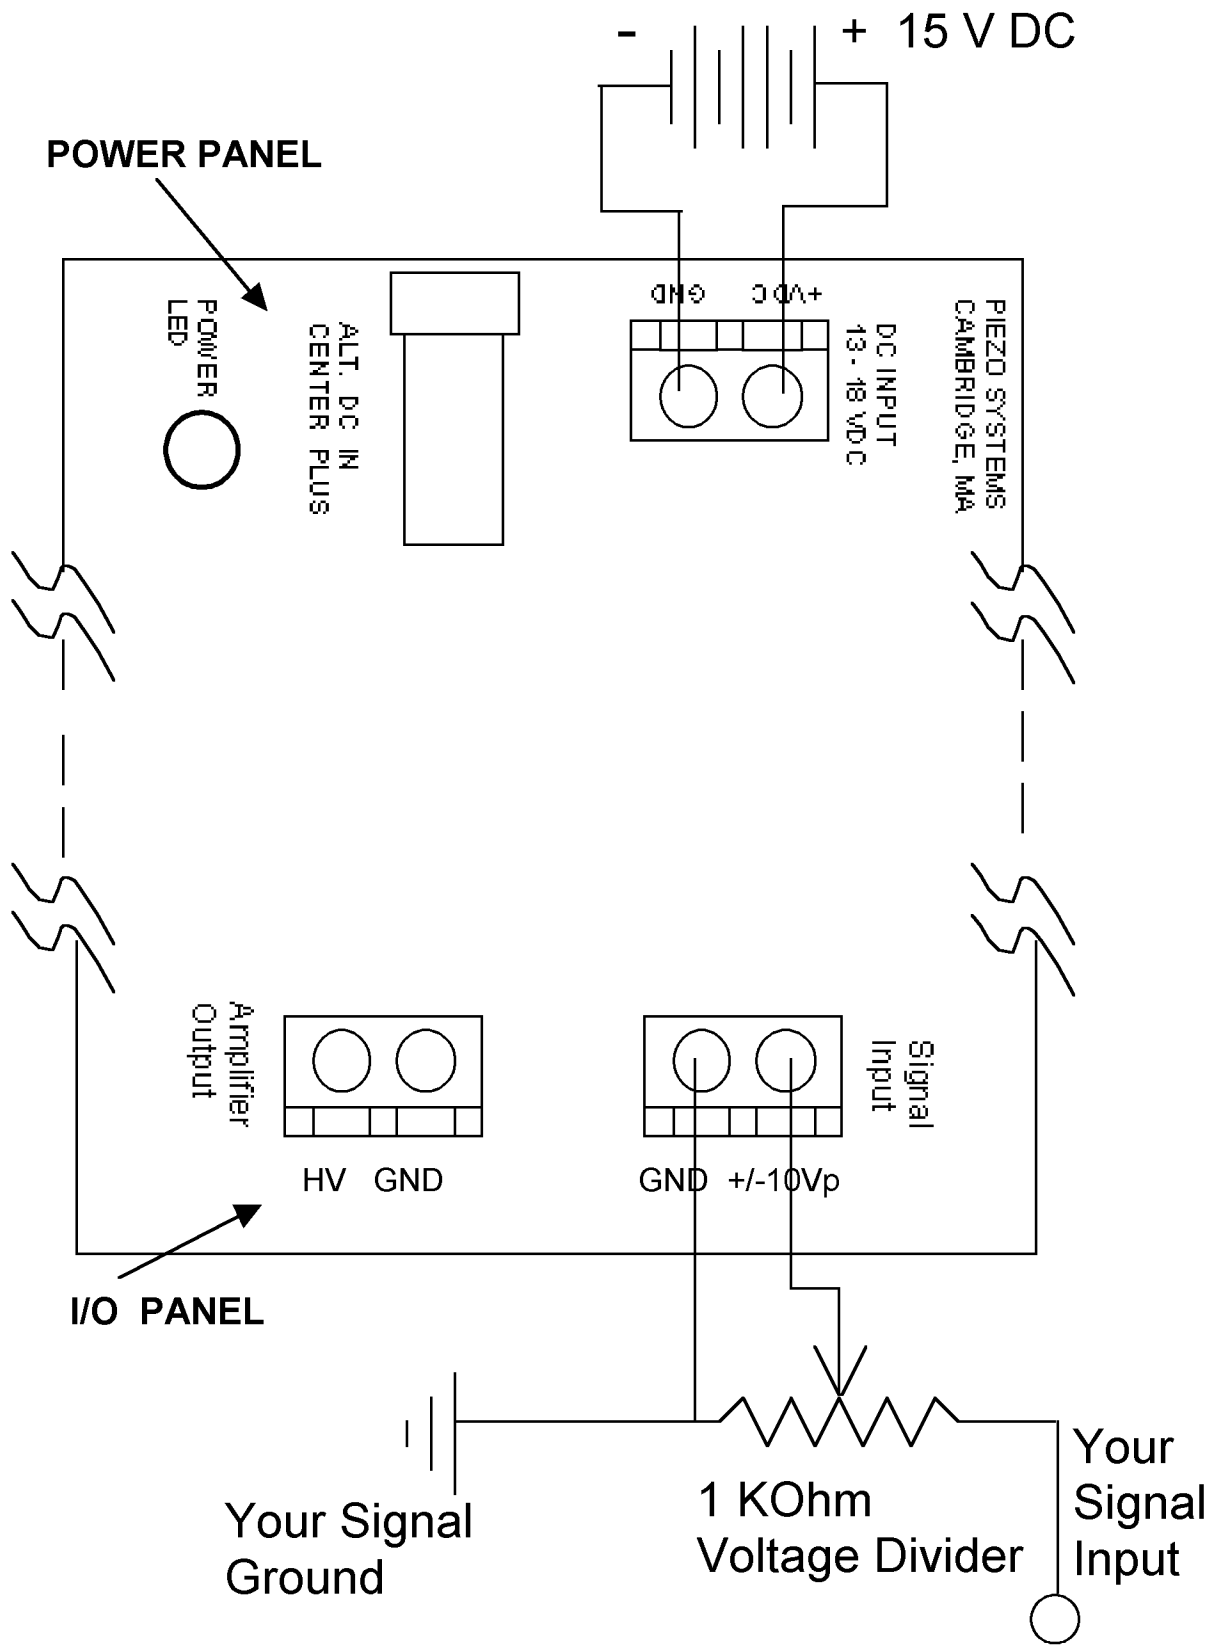 - + 15 V DC
POWER PANEL
GND +VDC
POWER
LED
ALT. DC IN
CENTER PLUS
DC INPUT
13 - 18 VDC
PIEZO SYSTEMS
CAMBRIDGE, MA
Amplifier
Output
Signal
Input
HV GND
GND +/-10Vp
I/O PANEL
Your Signal
Ground
1 KOhm
Voltage Divider
Your
Signal
Input